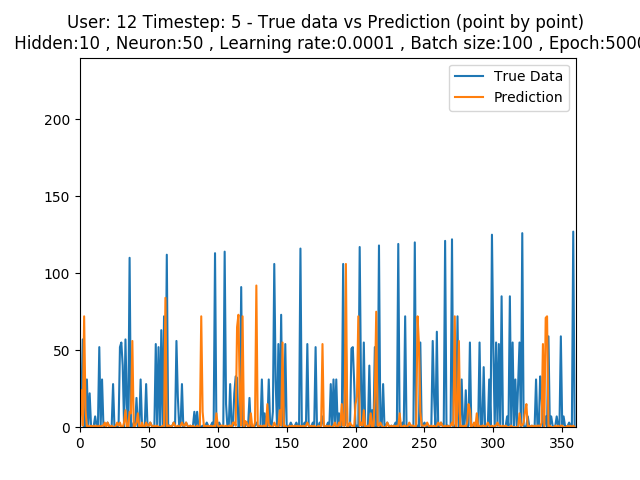 User: 12 Timestep: 5 - True data vs Prediction (point by point)
Hidden:10 , Neuron:50 , Learning rate:0.0001 , Batch size:100 , Epoch:5000
True Data
Prediction
200
150
100
50
0
0 50 100 150 200 250 300 350